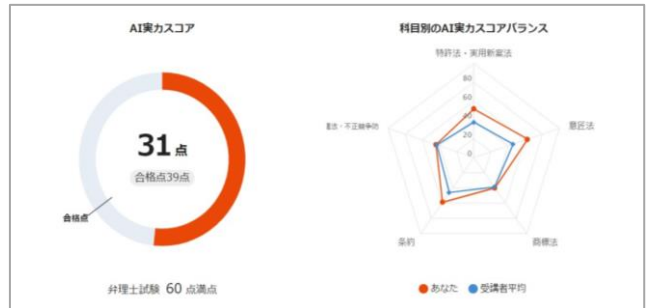 AI実力スコア
31点
合格点39点
合格点
弁理士試験 60 点満点
科目別のAI実力スコアバランス
特許法・実用新案法
80
60
40
20
0
意匠法
商標法
条約
法・不正競争防
あなた
受講者平均